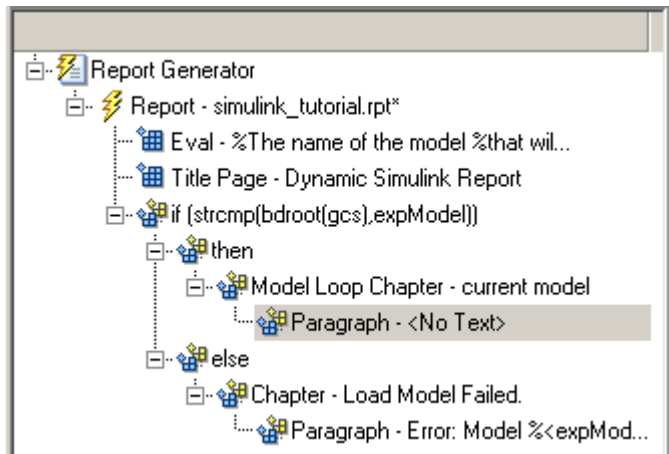 Report Generator
Report - simulink_tutorial.rpt*
Eval - %The name of the model %that wil...
Title Page - Dynamic Simulink Report
if (strcmp(bdroot(gcs),expModel))
then
Model Loop Chapter - current model
Paragraph - <No Text>
else
Chapter - Load Model Failed.
Paragraph - Error: Model %<expMod...